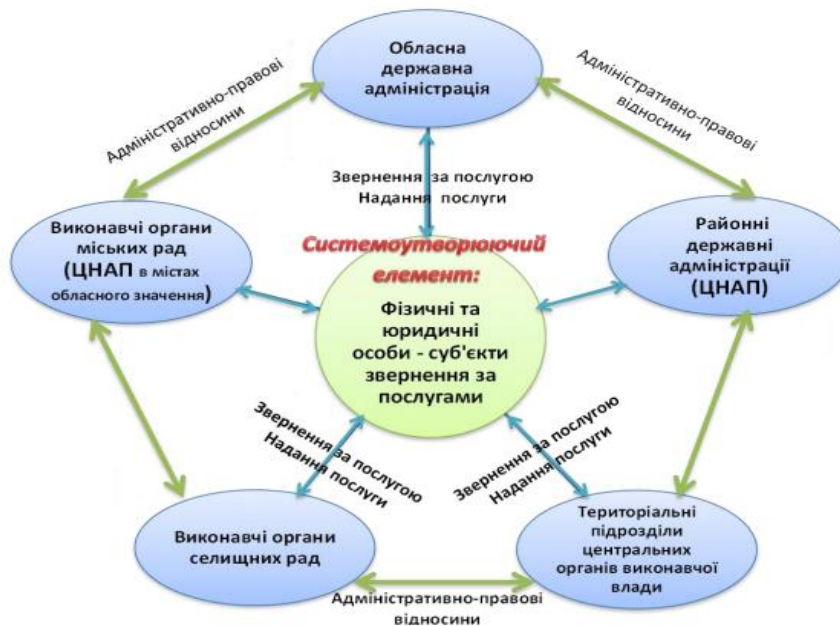 Обласна
державна
адміністрація
Адміністративно-правові
відносини
Адміністративно-правові
відносини
Звернення за послугою
Надання послуги
Виконавчі органи
міських рад
(ЦНАП в містах
обласного значення)
Системоутворюючий
елемент:
Фізичні та
юридичні
особи - суб'єкти
звернення за
послугами
Районні
державні
адміністрації
(ЦНАП)
Звернення за послугою
Надання послуги
Звернення за послугою
Надання послуги
Виконавчі органи
селищних рад
Територіальні
підрозділи
центральних
органів виконавчої
влади
Адміністративно-правові
відносини